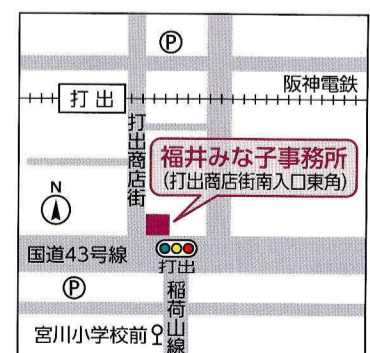 Ⓟ
阪神電鉄
打出
打出商店街
福井みな子事務所
(打出商店街南入口東角)
N
国道43号線
打出
Ⓟ
稲荷山線
宮川小学校前